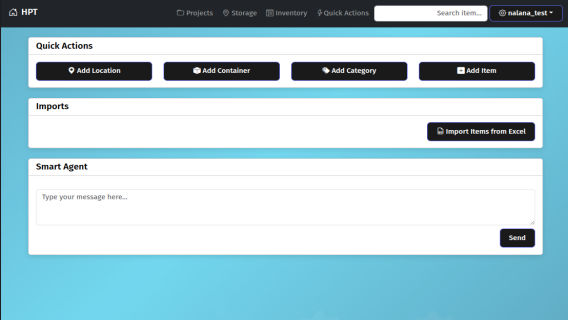 HPT Projects Storage Inventory Quick Actions Search item... nalana_test
Quick Actions
Add Location Add Container Add Category Add Item
Imports
Import Items from Excel
Smart Agent
Type your message here...
Send